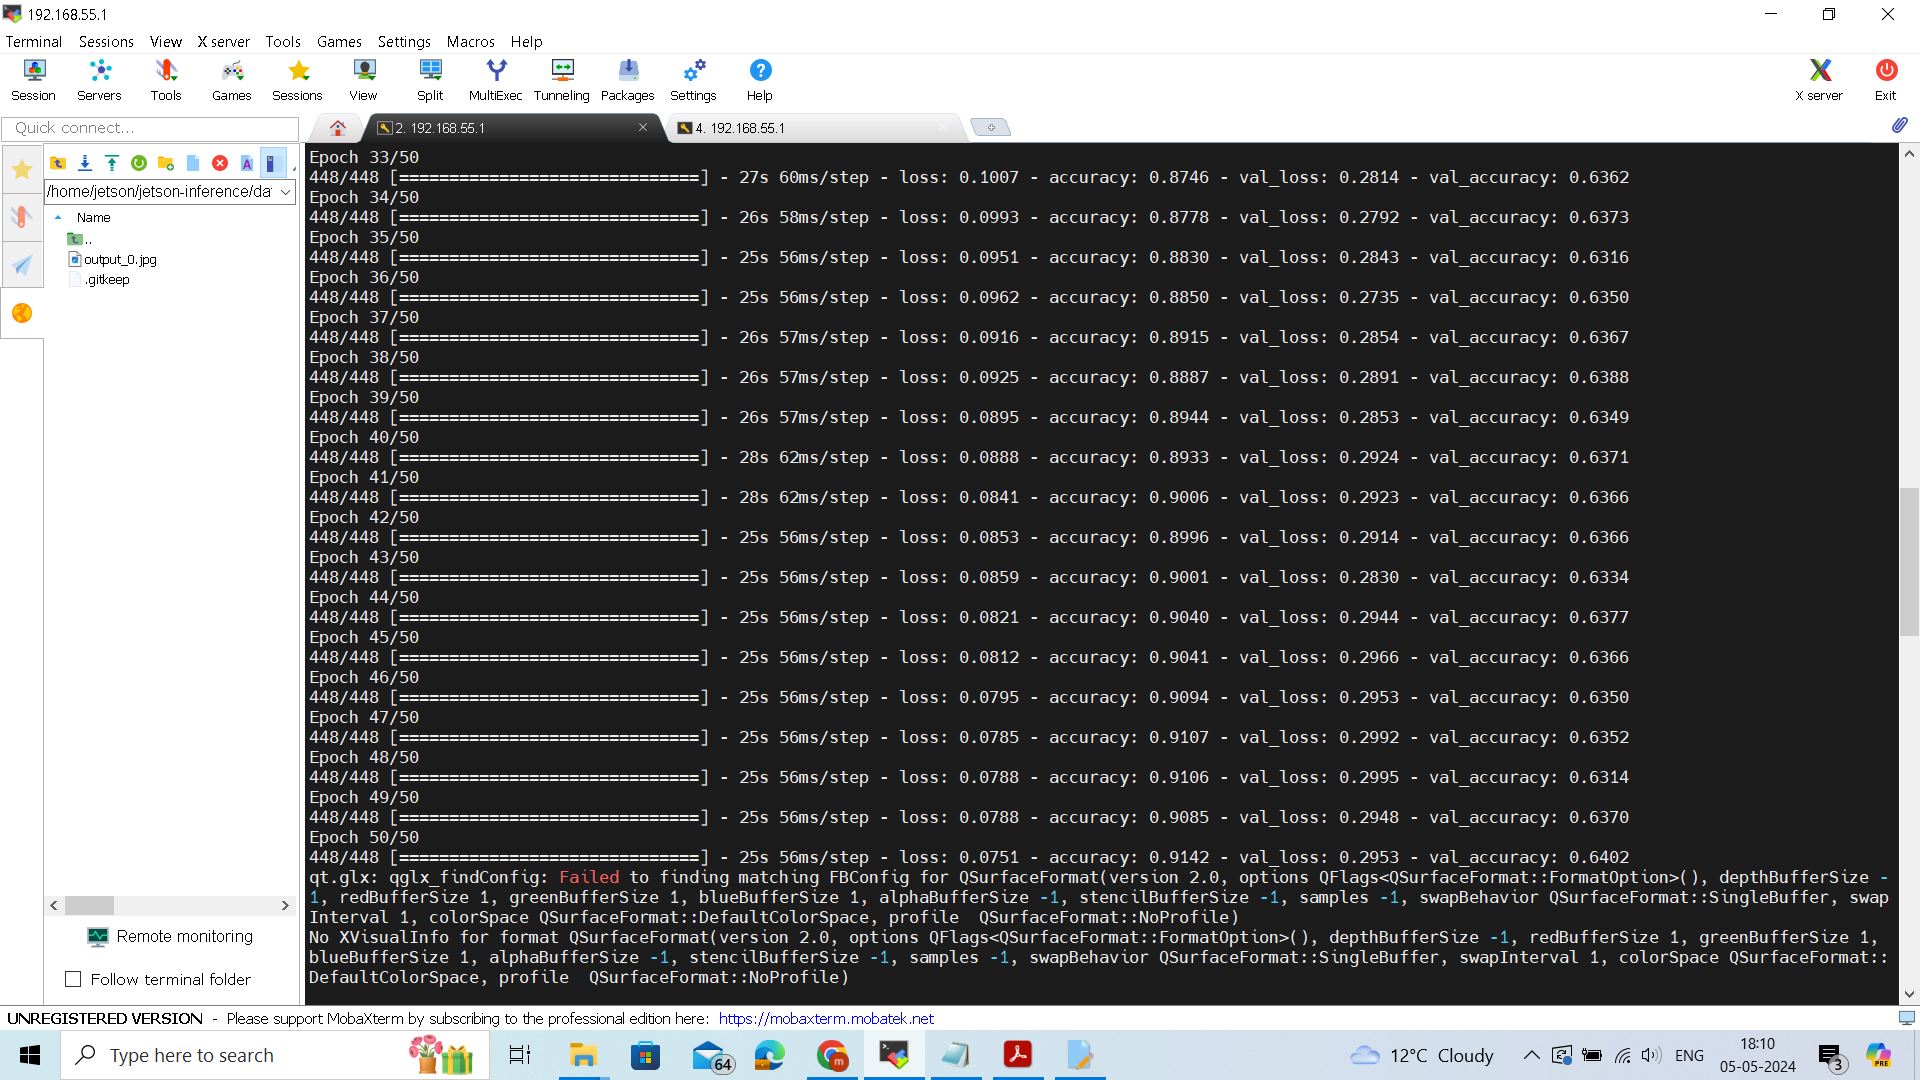 192.168.55.1
Terminal Sessions View X server Tools Games Settings Macros Help
Session Servers Tools Games Sessions View Split MultiExec Tunneling Packages Settings Help X server Exit
Quick connect...
2. 192.168.55.1
4. 192.168.55.1
/home/jetson/jetson-inference/da
Name
..
output_0.jpg
.gitkeep
Remote monitoring
Follow terminal folder
Epoch 33/50
448/448 [==============================] - 27s 60ms/step - loss: 0.1007 - accuracy: 0.8746 - val_loss: 0.2814 - val_accuracy: 0.6362
Epoch 34/50
448/448 [==============================] - 26s 58ms/step - loss: 0.0993 - accuracy: 0.8778 - val_loss: 0.2792 - val_accuracy: 0.6373
Epoch 35/50
448/448 [==============================] - 25s 56ms/step - loss: 0.0951 - accuracy: 0.8830 - val_loss: 0.2843 - val_accuracy: 0.6316
Epoch 36/50
448/448 [==============================] - 25s 56ms/step - loss: 0.0962 - accuracy: 0.8850 - val_loss: 0.2735 - val_accuracy: 0.6350
Epoch 37/50
448/448 [==============================] - 26s 57ms/step - loss: 0.0916 - accuracy: 0.8915 - val_loss: 0.2854 - val_accuracy: 0.6367
Epoch 38/50
448/448 [==============================] - 26s 57ms/step - loss: 0.0925 - accuracy: 0.8887 - val_loss: 0.2891 - val_accuracy: 0.6388
Epoch 39/50
448/448 [==============================] - 26s 57ms/step - loss: 0.0895 - accuracy: 0.8944 - val_loss: 0.2853 - val_accuracy: 0.6349
Epoch 40/50
448/448 [==============================] - 28s 62ms/step - loss: 0.0888 - accuracy: 0.8933 - val_loss: 0.2924 - val_accuracy: 0.6371
Epoch 41/50
448/448 [==============================] - 28s 62ms/step - loss: 0.0841 - accuracy: 0.9006 - val_loss: 0.2923 - val_accuracy: 0.6366
Epoch 42/50
448/448 [==============================] - 25s 56ms/step - loss: 0.0853 - accuracy: 0.8996 - val_loss: 0.2914 - val_accuracy: 0.6366
Epoch 43/50
448/448 [==============================] - 25s 56ms/step - loss: 0.0859 - accuracy: 0.9001 - val_loss: 0.2830 - val_accuracy: 0.6334
Epoch 44/50
448/448 [==============================] - 25s 56ms/step - loss: 0.0821 - accuracy: 0.9040 - val_loss: 0.2944 - val_accuracy: 0.6377
Epoch 45/50
448/448 [==============================] - 25s 56ms/step - loss: 0.0812 - accuracy: 0.9041 - val_loss: 0.2966 - val_accuracy: 0.6366
Epoch 46/50
448/448 [==============================] - 25s 56ms/step - loss: 0.0795 - accuracy: 0.9094 - val_loss: 0.2953 - val_accuracy: 0.6350
Epoch 47/50
448/448 [==============================] - 25s 56ms/step - loss: 0.0785 - accuracy: 0.9107 - val_loss: 0.2992 - val_accuracy: 0.6352
Epoch 48/50
448/448 [==============================] - 25s 56ms/step - loss: 0.0788 - accuracy: 0.9106 - val_loss: 0.2995 - val_accuracy: 0.6314
Epoch 49/50
448/448 [==============================] - 25s 56ms/step - loss: 0.0788 - accuracy: 0.9085 - val_loss: 0.2948 - val_accuracy: 0.6370
Epoch 50/50
448/448 [==============================] - 25s 56ms/step - loss: 0.0751 - accuracy: 0.9142 - val_loss: 0.2953 - val_accuracy: 0.6402
qt.glx: qglx_findConfig: Failed to finding matching FBConfig for QSurfaceFormat(version 2.0, options QFlags<QSurfaceFormat::FormatOption>(), depthBufferSize -
1, redBufferSize 1, greenBufferSize 1, blueBufferSize 1, alphaBufferSize -1, stencilBufferSize -1, samples -1, swapBehavior QSurfaceFormat::SingleBuffer, swap
Interval 1, colorSpace QSurfaceFormat::DefaultColorSpace, profile  QSurfaceFormat::NoProfile)
No XVisualInfo for format QSurfaceFormat(version 2.0, options QFlags<QSurfaceFormat::FormatOption>(), depthBufferSize -1, redBufferSize 1, greenBufferSize 1,
blueBufferSize 1, alphaBufferSize -1, stencilBufferSize -1, samples -1, swapBehavior QSurfaceFormat::SingleBuffer, swapInterval 1, colorSpace QSurfaceFormat::
DefaultColorSpace, profile  QSurfaceFormat::NoProfile)
UNREGISTERED VERSION - Please support MobaXterm by subscribing to the professional edition here: https://mobaxterm.mobatek.net
Type here to search
64
12°C Cloudy
ENG
18:10
05-05-2024
3
PRE